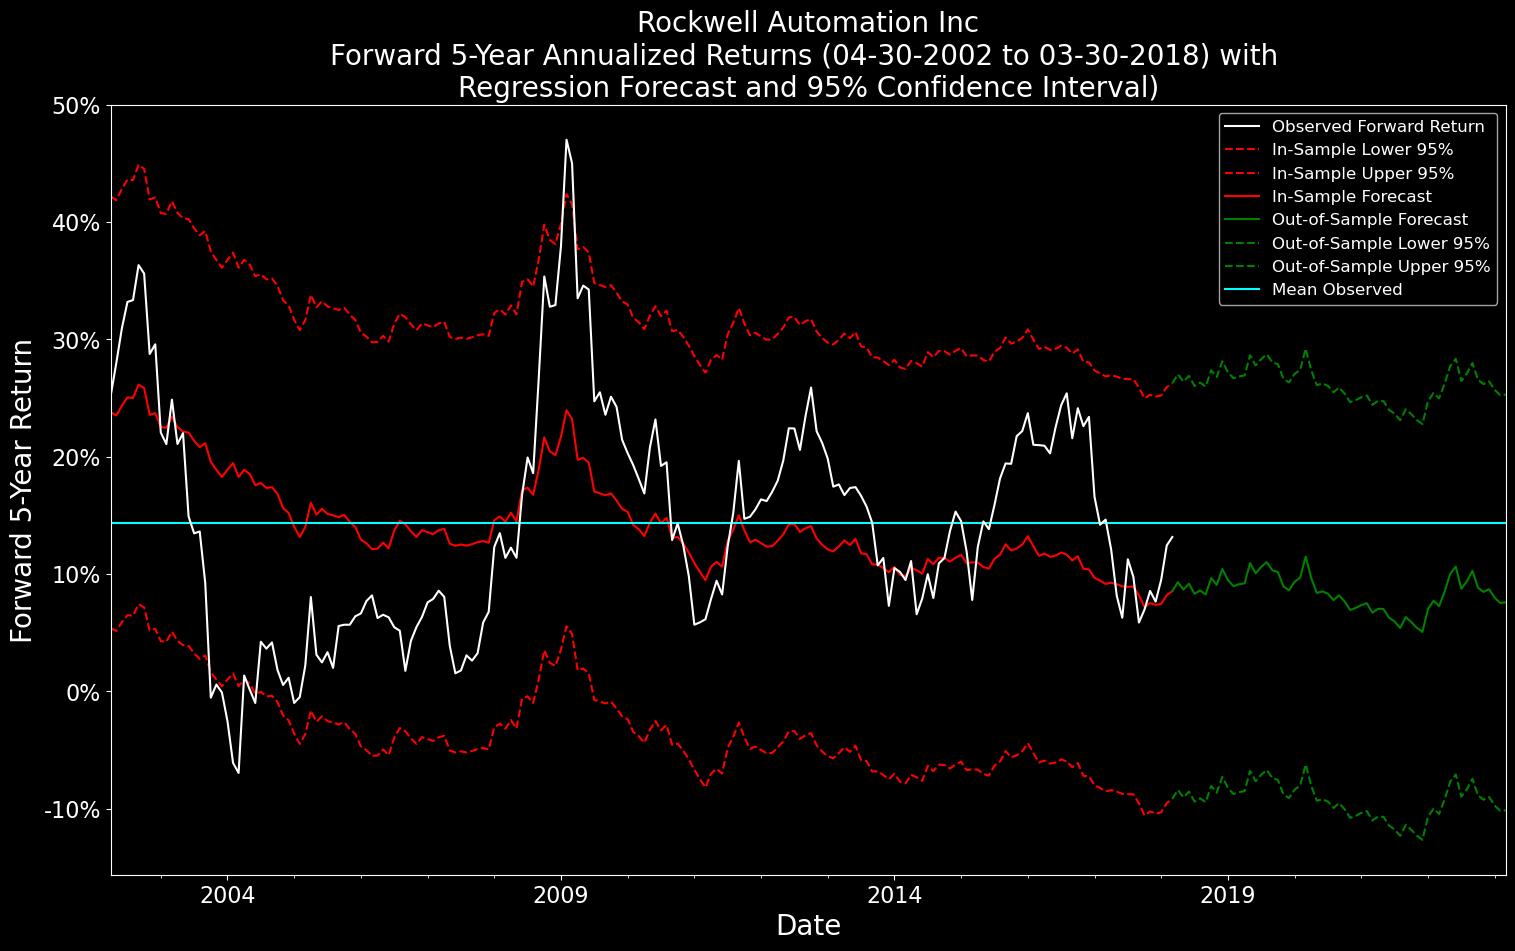 Rockwell Automation Inc
Forward 5-Year Annualized Returns (04-30-2002 to 03-30-2018) with
Regression Forecast and 95% Confidence Interval)
50%
40%
30%
20%
10%
0%
-10%
Forward 5-Year Return
Observed Forward Return
In-Sample Lower 95%
In-Sample Upper 95%
In-Sample Forecast
Out-of-Sample Forecast
Out-of-Sample Lower 95%
Out-of-Sample Upper 95%
Mean Observed
2004
2009
2014
2019
Date